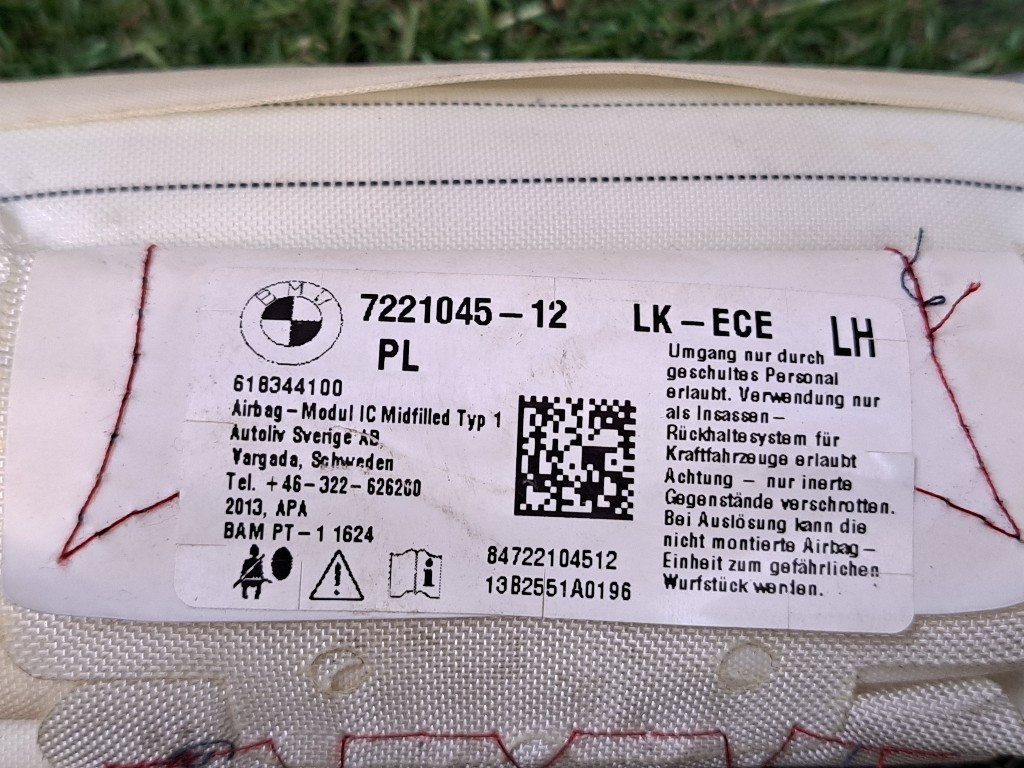 BMW
7221045-12 LK-ECE LH
PL
618344100
Airbag-Modul IC Midfilled Typ 1
Autoliv Sverige AB,
Vargada, Schweden
Tel. +46-322-626200
2013, APA
BAM PT-1 1624
84722104512
13B2551A0196
Umgang nur durch
geschultes Personal
erlaubt. Verwendung nur
als Insassen-
Rückhaltesystem für
Kraftfahrzeuge erlaubt
Achtung - nur inerte
Gegenstände verschrotten.
Bei Auslösung kann die
nicht montierte Airbag-
Einheit zum gefährlichen
Wurfstück werden.